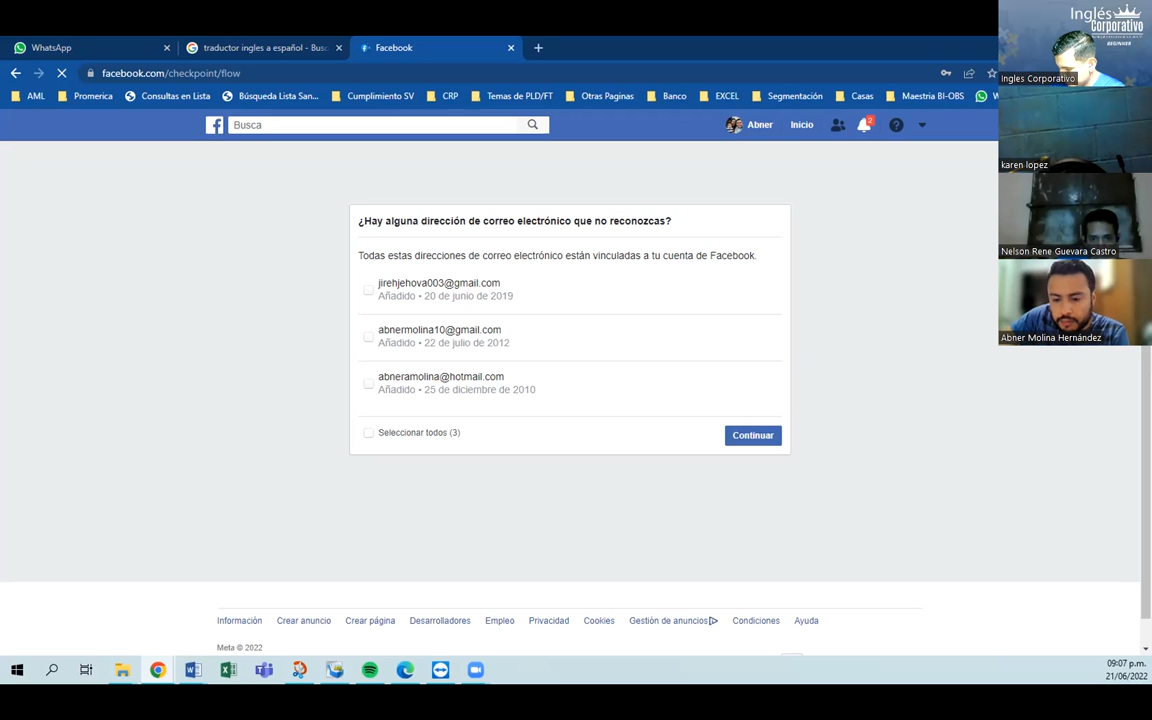 WhatsApp
traductor ingles a español - Busc
Facebook
facebook.com/checkpoint/flow
AML Promerica Consultas en Lista Búsqueda Lista San... Cumplimiento SV CRP Temas de PLD/FT Otras Paginas Banco EXCEL Segmentación Casas Maestria BI-OBS
Busca
Abner Inicio 2
¿Hay alguna dirección de correo electrónico que no reconozcas?
Todas estas direcciones de correo electrónico están vinculadas a tu cuenta de Facebook.
jirehjehova003@gmail.com
Añadido • 20 de junio de 2019
abnermolina10@gmail.com
Añadido • 22 de julio de 2012
abneramolina@hotmail.com
Añadido • 25 de diciembre de 2010
Seleccionar todos (3)
Continuar
Información Crear anuncio Crear página Desarrolladores Empleo Privacidad Cookies Gestión de anuncios Condiciones Ayuda
Meta © 2022
09:07 p.m.
21/06/2022
Inglés
Corporativo
BEGINNER
Ingles Corporativo
karen lopez
Nelson Rene Guevara Castro
Abner Molina Hernández